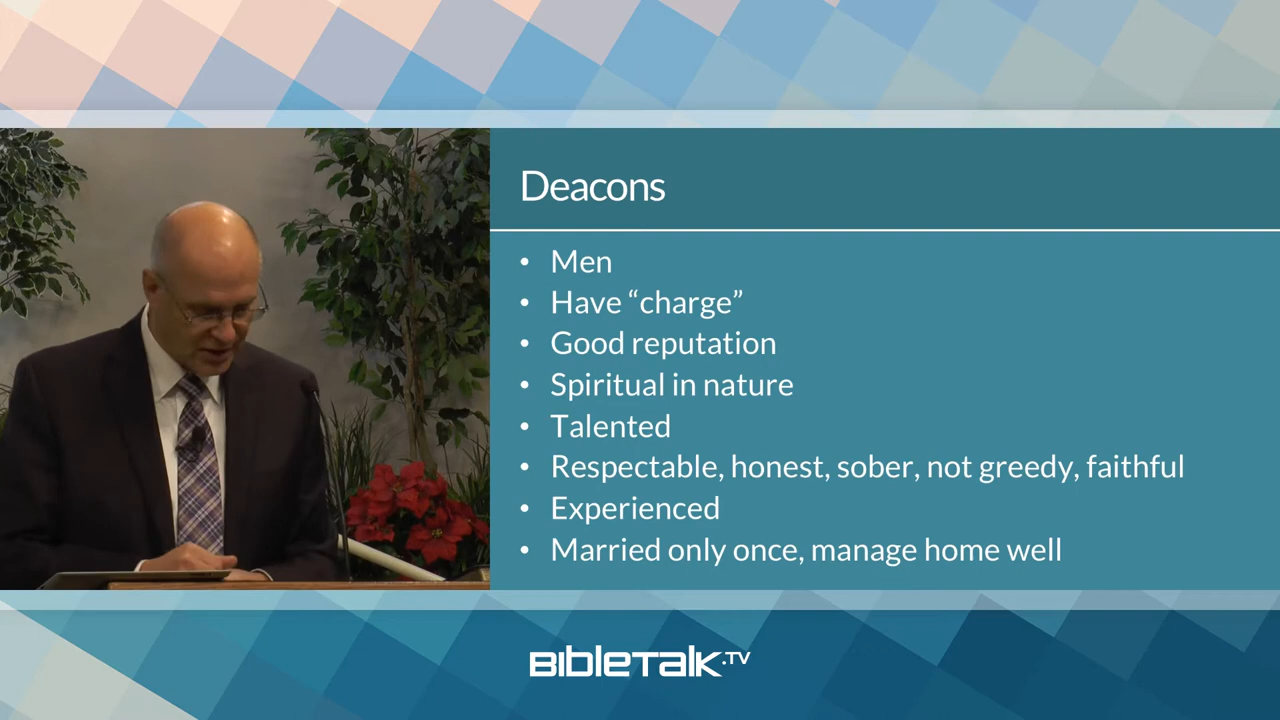 Deacons
• Men
• Have “charge”
• Good reputation
• Spiritual in nature
• Talented
• Respectable, honest, sober, not greedy, faithful
• Experienced
• Married only once, manage home well
BIBLETALK.TV